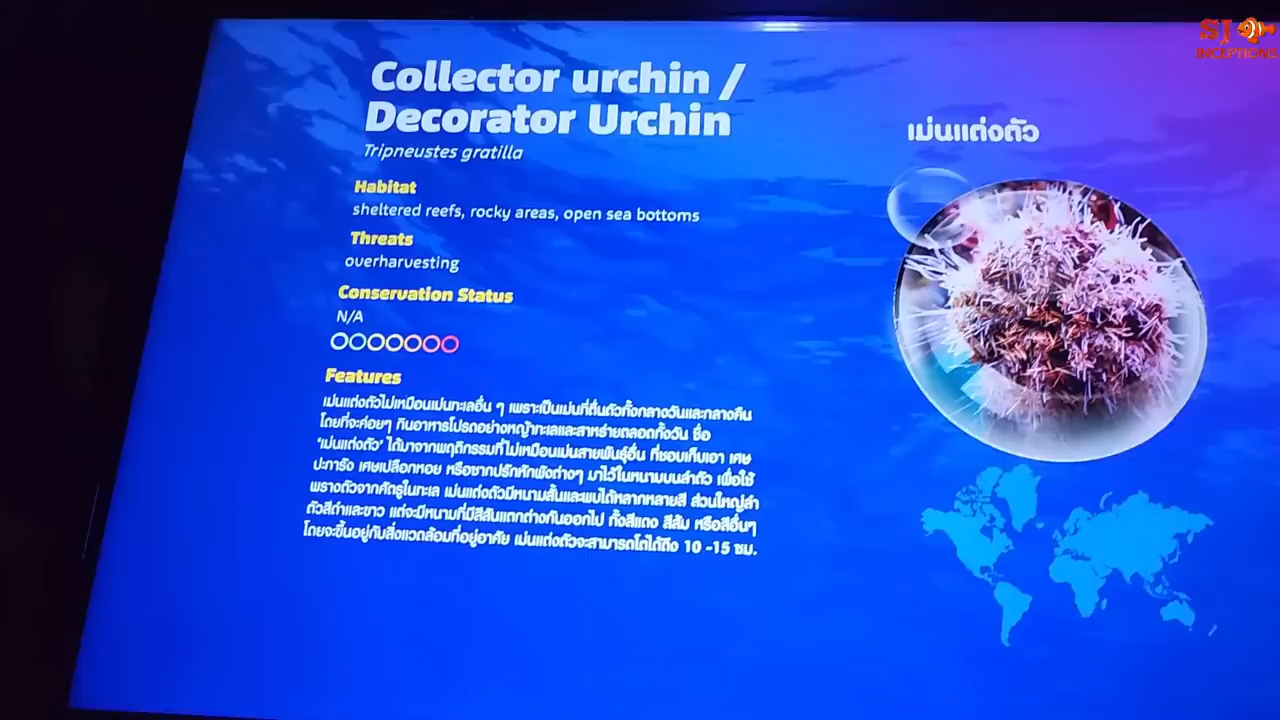 SJ
INCEPTIONS
Collector urchin /
Decorator Urchin
Tripneustes gratilla
เม่นแต่งตัว
Habitat
sheltered reefs, rocky areas, open sea bottoms
Threats
overharvesting
Conservation Status
N/A
Features
เม่นแต่งตัวไม่เหมือนเม่นทะเลอื่น ๆ เพราะเป็นเม่นที่ตื่นตัวทั้งกลางวันและกลางคืน
โดยที่จะค่อยๆ กินอาหารโปรดอย่างหญ้าทะเลและสาหร่ายตลอดทั้งวัน ชื่อ
‘เม่นแต่งตัว’ ได้มาจากพฤติกรรมที่ไม่เหมือนเม่นสายพันธุ์อื่น ที่ชอบเก็บเอา เศษ
ปะการัง เศษเปลือกหอย หรือซากปรักหักพังต่างๆ มาไว้ในหนามบนลำตัว เพื่อใช้
พรางตัวจากศัตรูในทะเล เม่นแต่งตัวมีหนามสั้นและพบได้หลากหลายสี ส่วนใหญ่ลำ
ตัวสีดำและขาว แต่จะมีหนามที่มีสีสันแตกต่างกันออกไป ทั้งสีแดง สีส้ม หรือสีอื่นๆ
โดยจะขึ้นอยู่กับสิ่งแวดล้อมที่อยู่อาศัย เม่นแต่งตัวจะสามารถโตได้ถึง 10 -15 ซม.